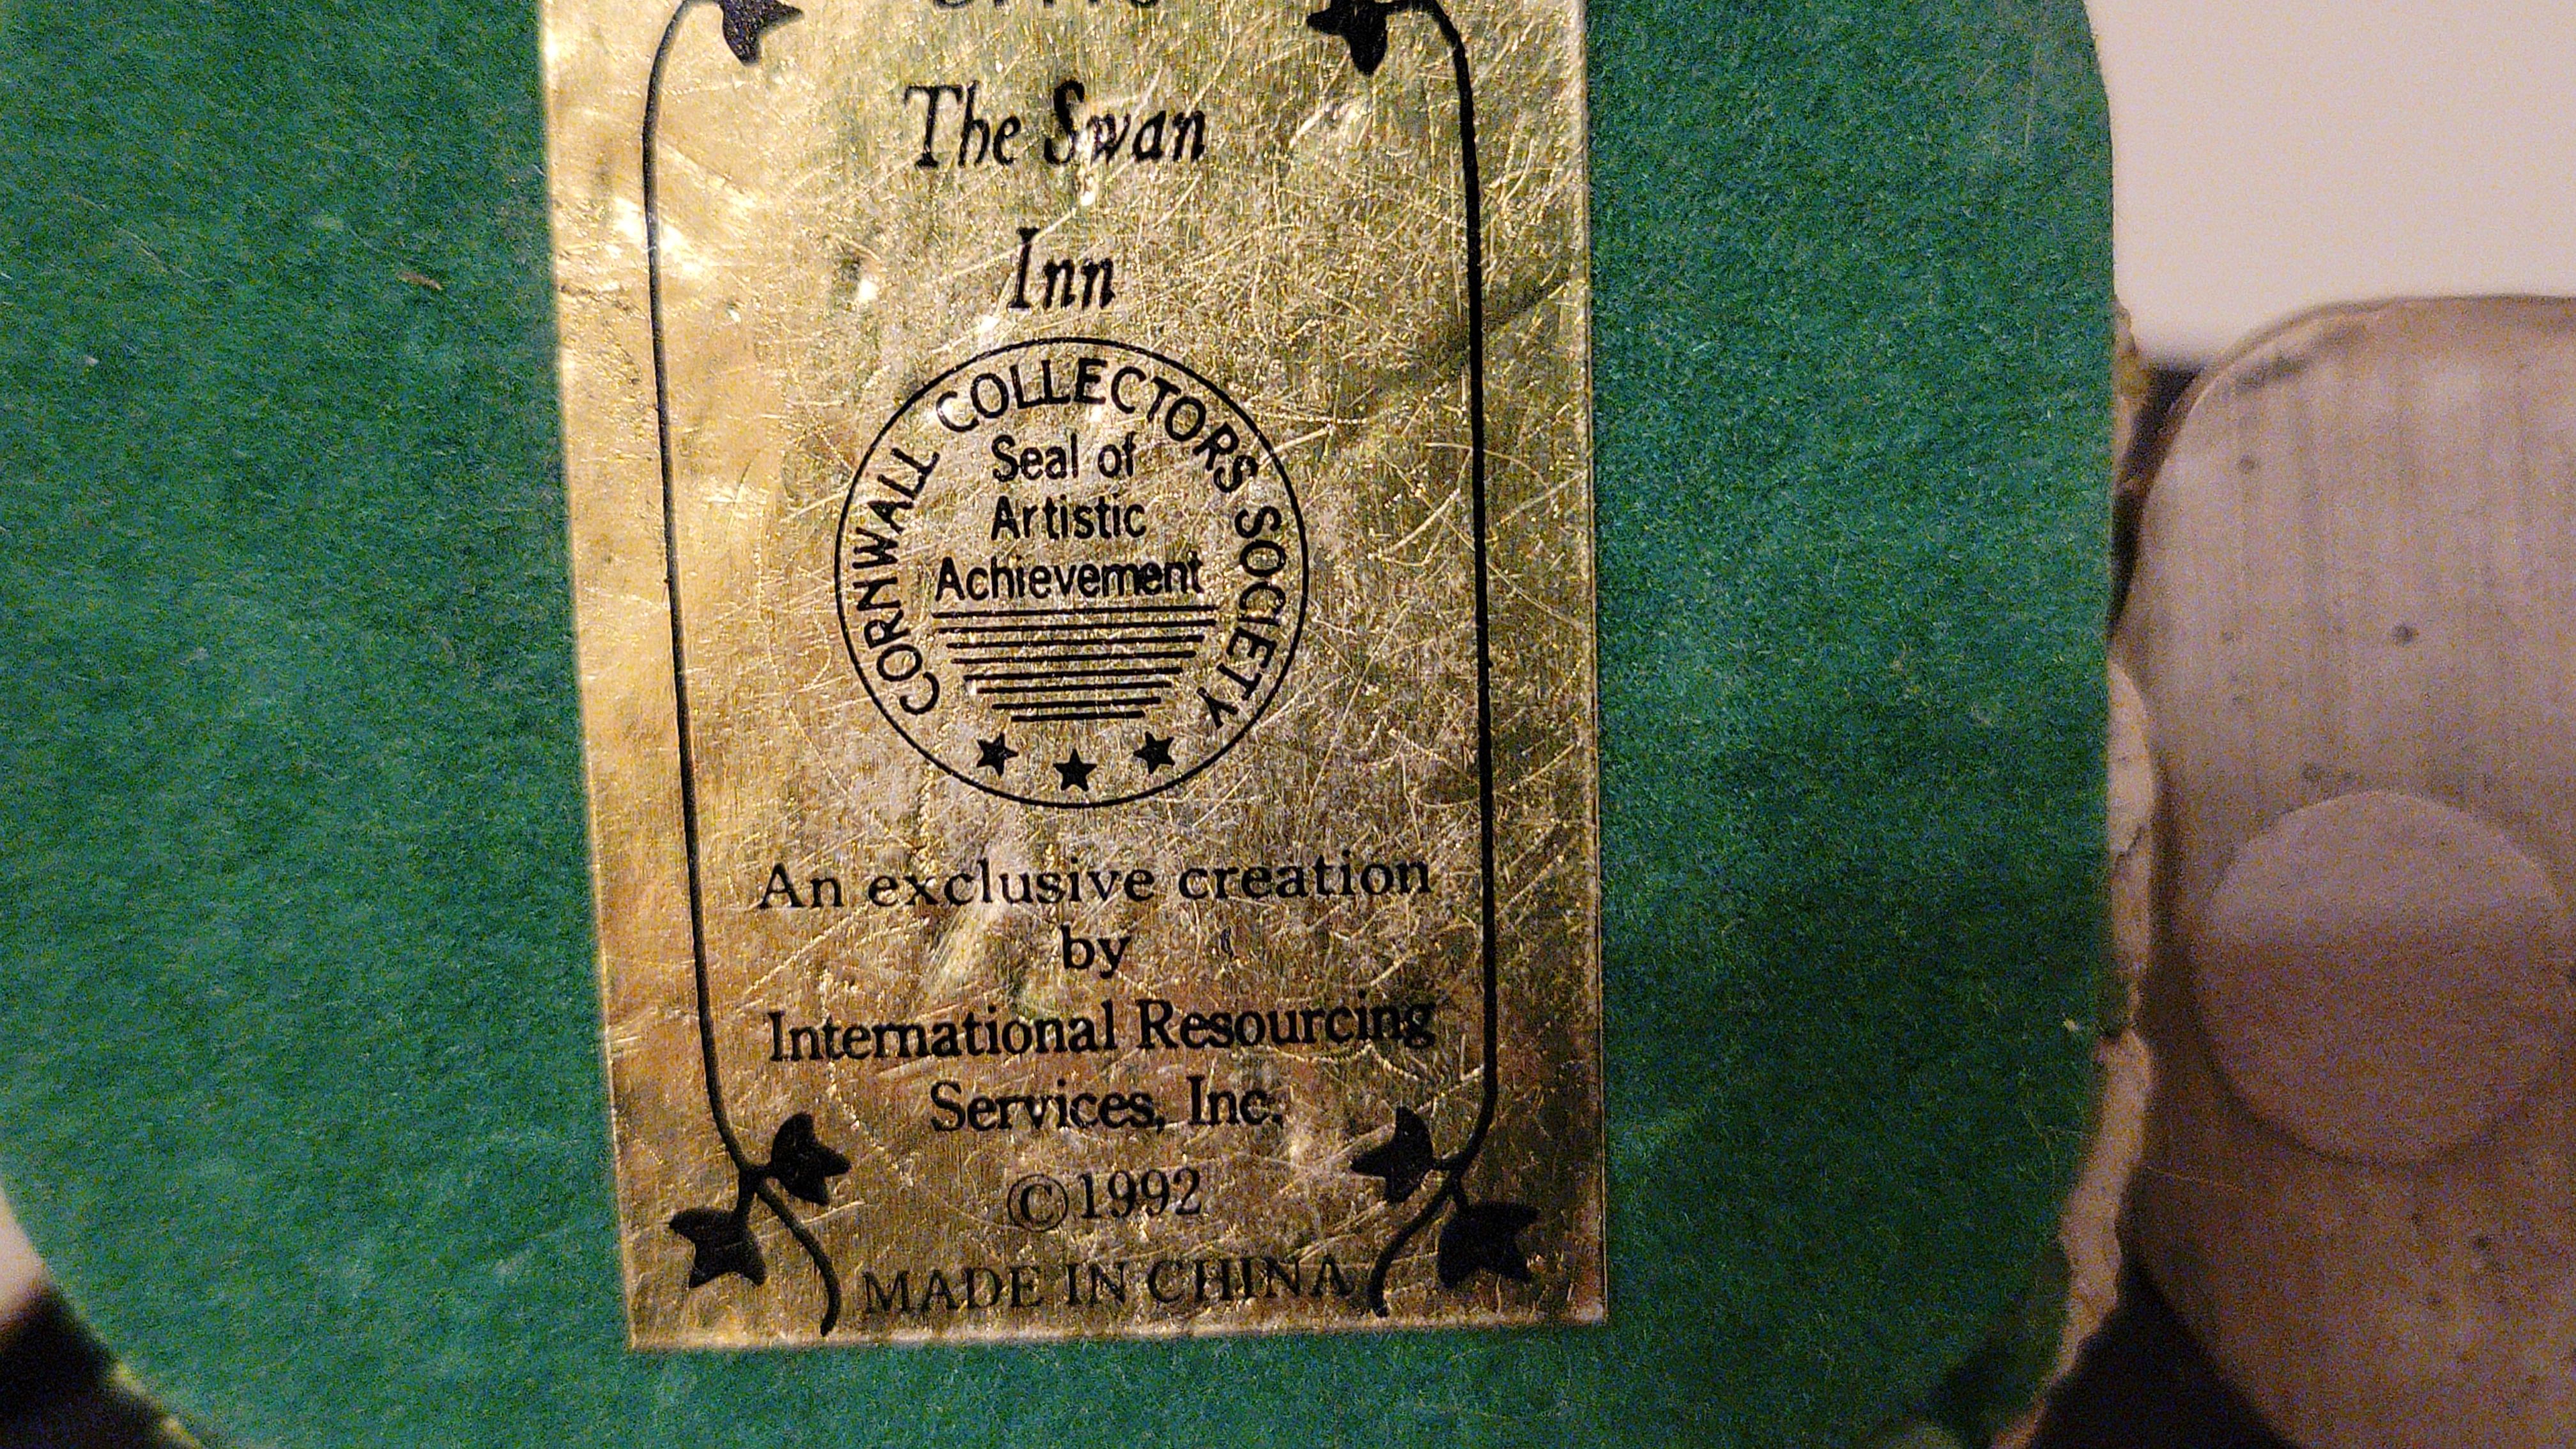 The Swan
Inn
CORNWALL COLLECTORS SOCIETY
Seal of
Artistic
Achievement
An exclusive creation
by
International Resourcing
Services, Inc.
©1992
MADE IN CHINA